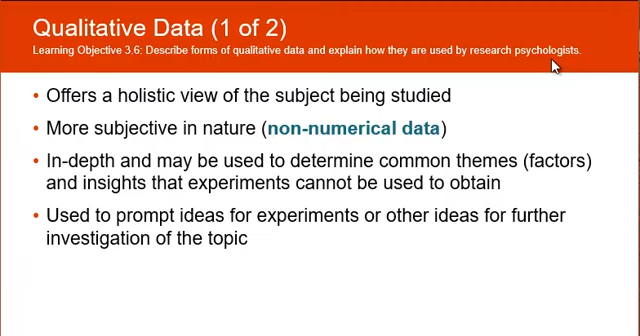 Qualitative Data (1 of 2)
Learning Objective 3.6: Describe forms of qualitative data and explain how they are used by research psychologists.
• Offers a holistic view of the subject being studied
• More subjective in nature (non-numerical data)
• In-depth and may be used to determine common themes (factors)
and insights that experiments cannot be used to obtain
• Used to prompt ideas for experiments or other ideas for further
investigation of the topic